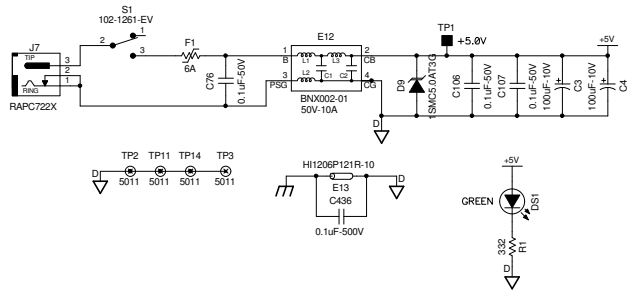 S1
102-1261-EV
1
2
3
J7
TIP
3
2
1
RING
RAPC722X
F1
6A
C76
0.1uF-50V
E12
1
B
L1
L3
2
CB
L2
C1
C2
3
PSG
4
CG
BNX002-01
50V-10A
D
TP1
+5.0V
D9
1SMC5.0AT3G
C106
0.1uF-50V
C107
0.1uF-50V
C3
100uF-10V
C4
100uF-10V
+5V
+
+
D
TP2
5011
TP11
5011
TP14
5011
TP3
5011
HI1206P121R-10
D
E13
C436
0.1uF-500V
+5V
GREEN
DS1
332
R1
D